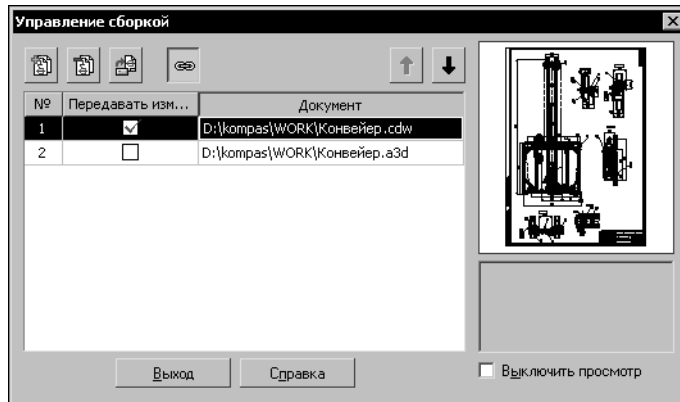 Управление сборкой
№ Передавать изм... Документ
1 D:\kompas\WORK\Конвейер.cdw
2 D:\kompas\WORK\Конвейер.a3d
Выход Справка
Выключить просмотр